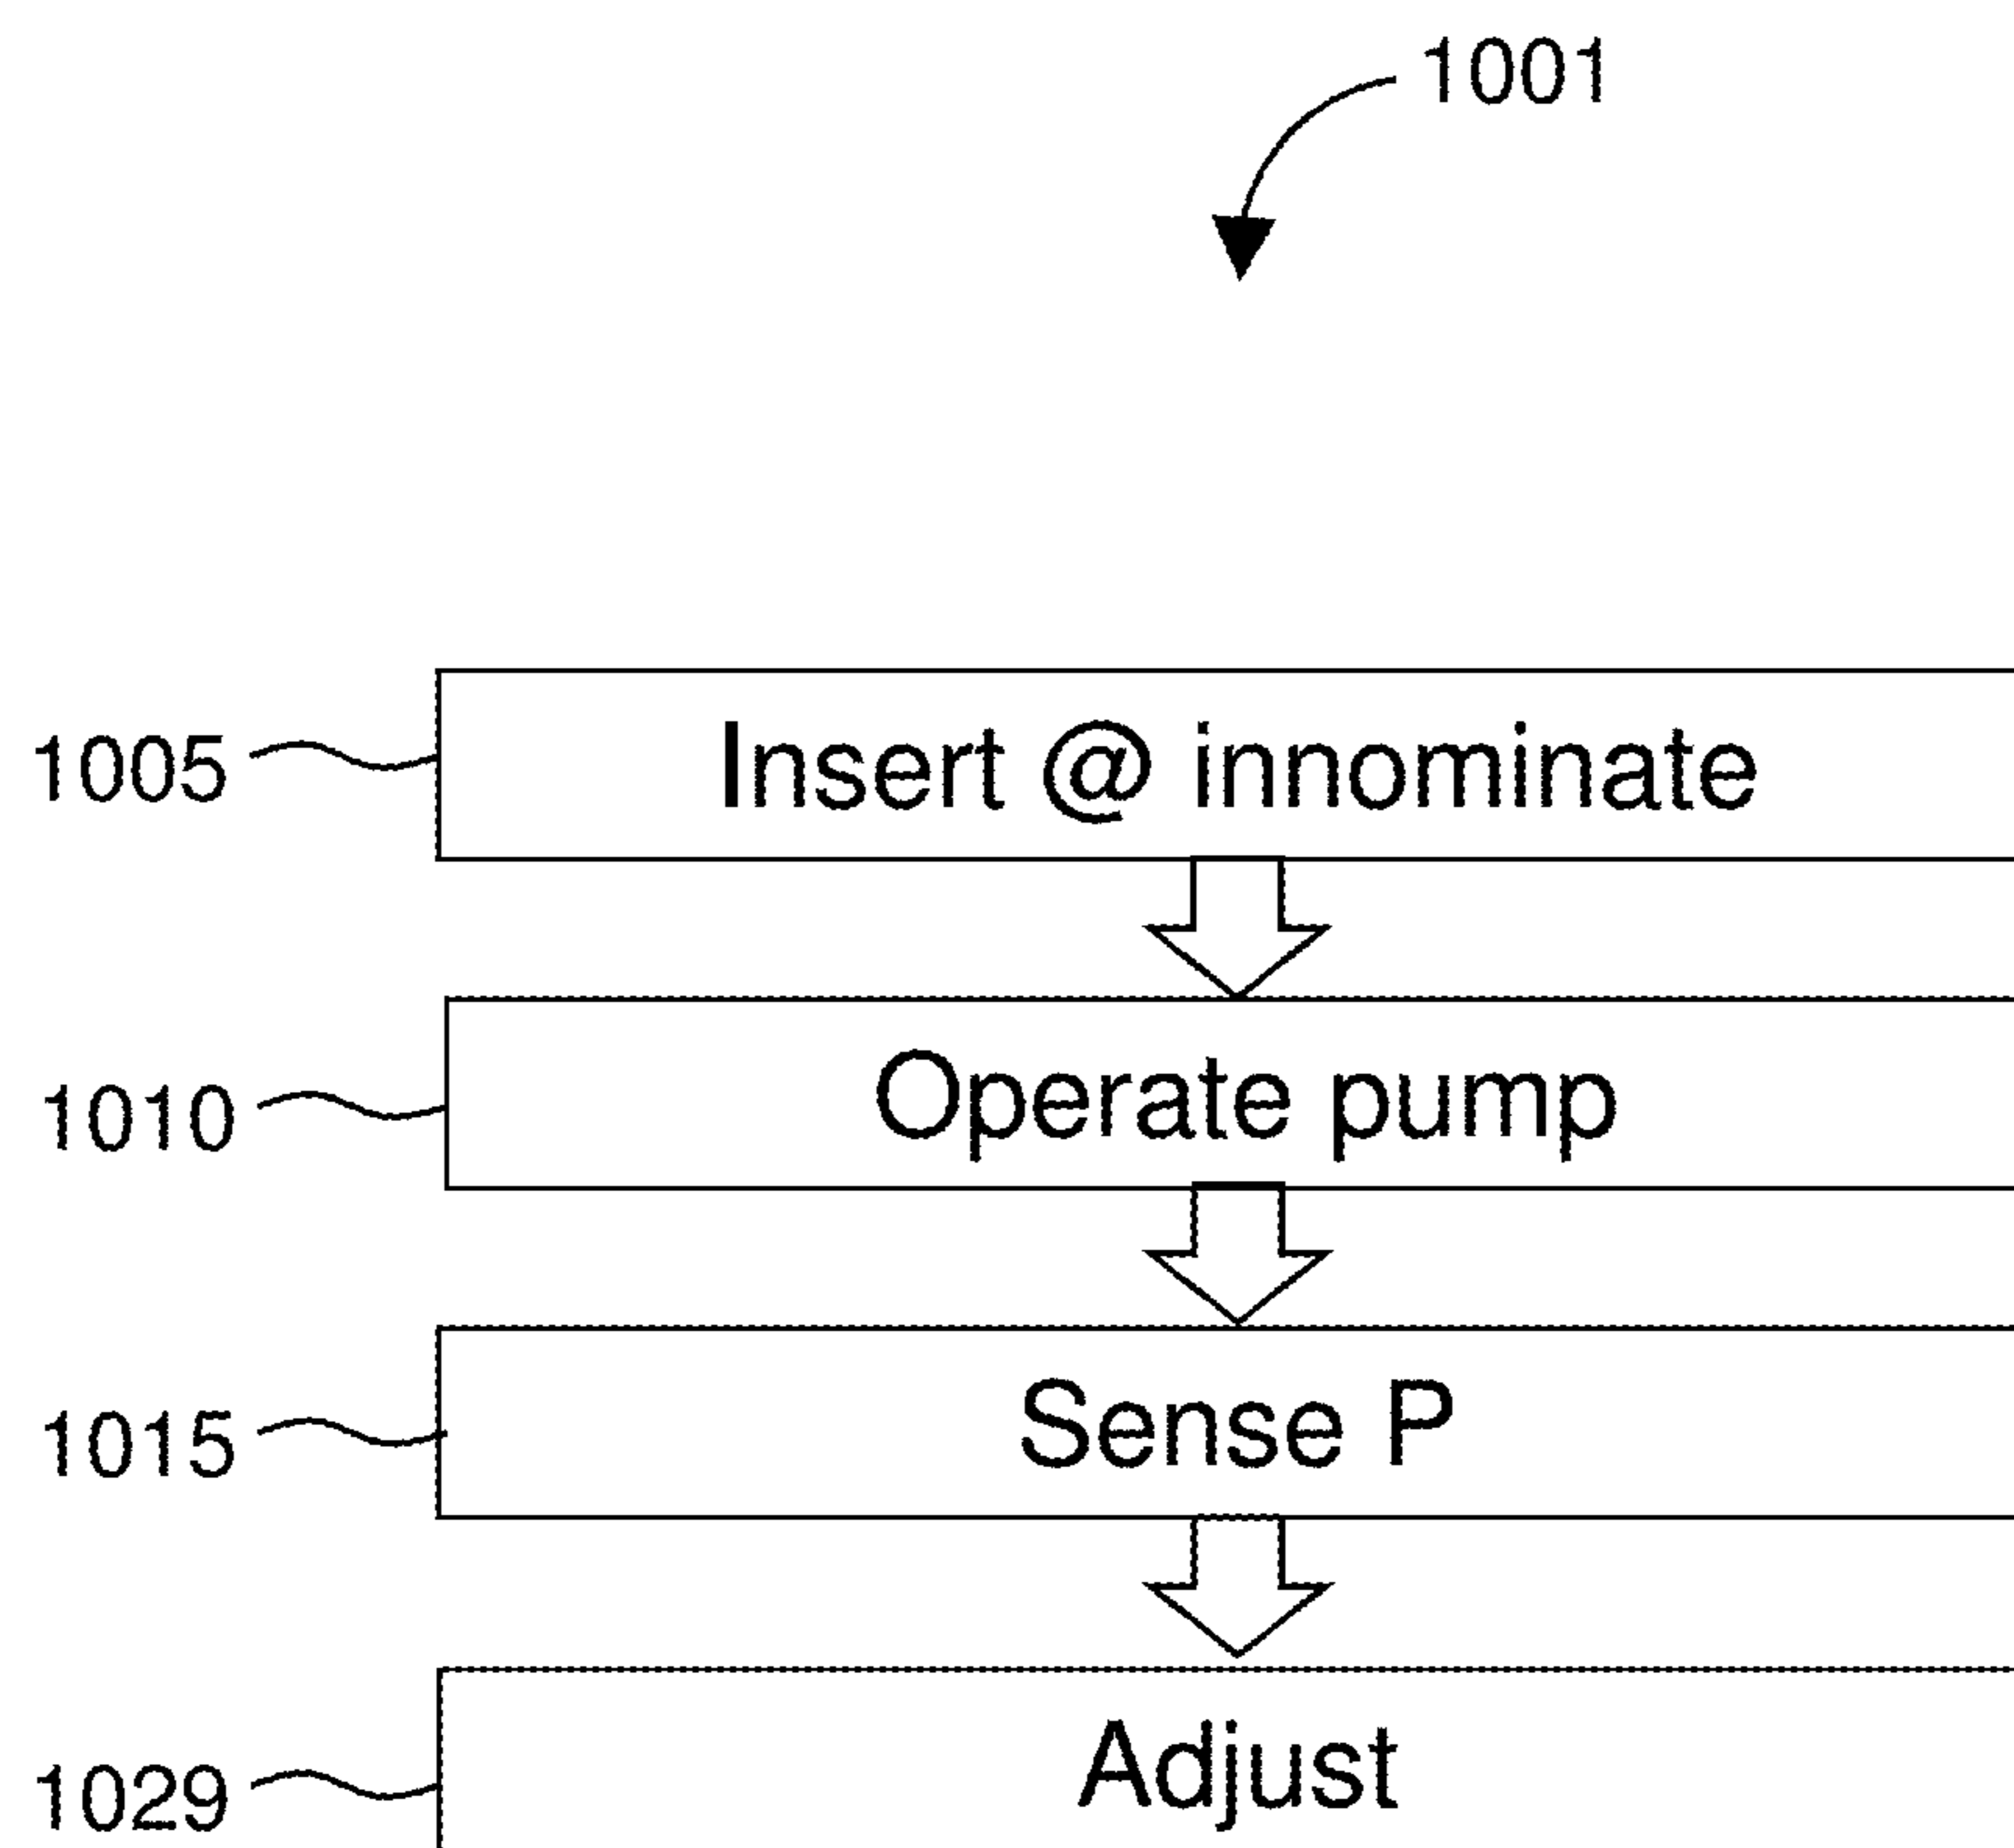 1001
1005 Insert @ innominate
1010 Operate pump
1015 Sense P
1029 Adjust